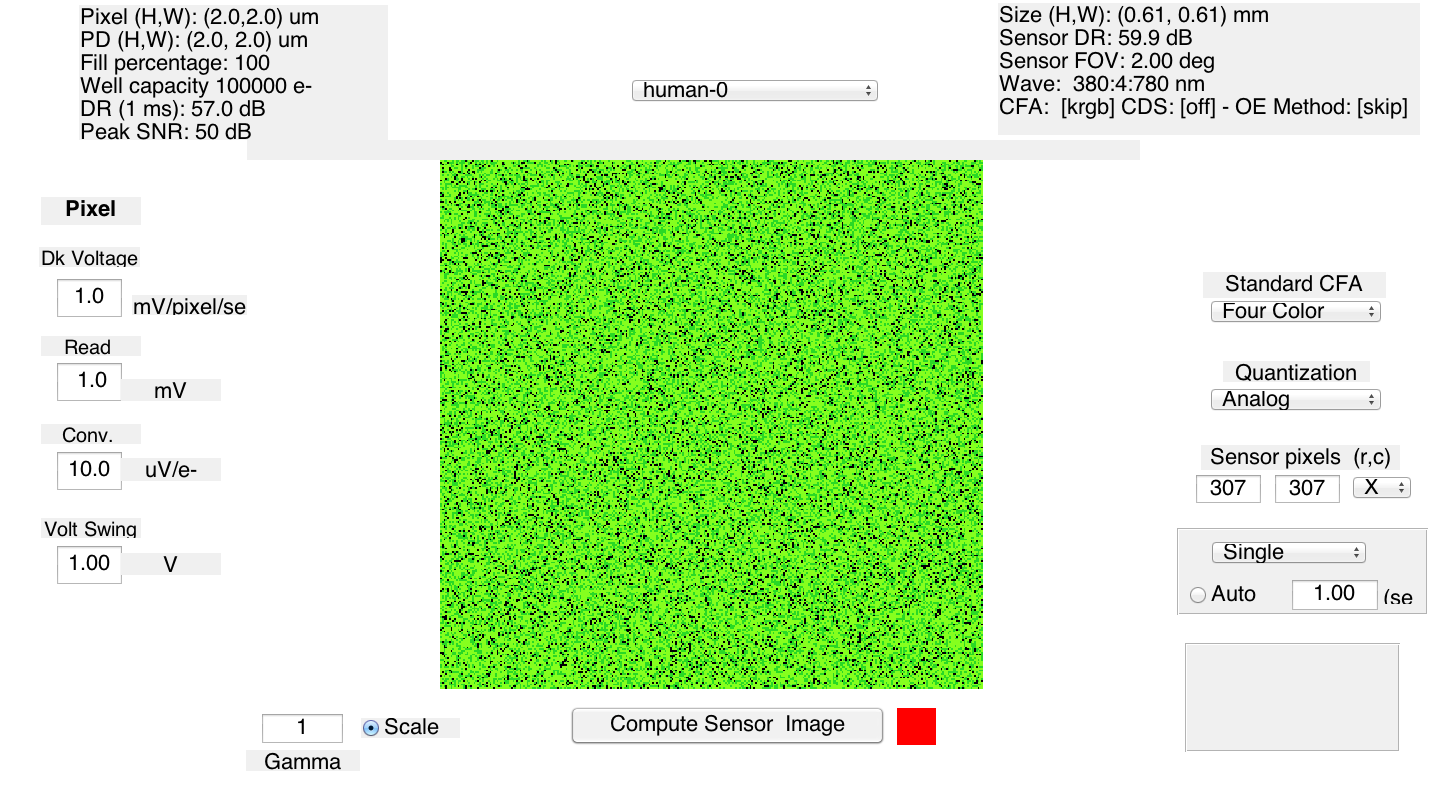 Pixel (H,W): (2.0,2.0) um
PD (H,W): (2.0, 2.0) um
Fill percentage: 100
Well capacity 100000 e-
DR (1 ms): 57.0 dB
Peak SNR: 50 dB
human-0
Size (H,W): (0.61, 0.61) mm
Sensor DR: 59.9 dB
Sensor FOV: 2.00 deg
Wave: 380:4:780 nm
CFA: [krgb] CDS: [off] - OE Method: [skip]
Pixel
Dk Voltage
1.0 mV/pixel/se
Read
1.0 mV
Conv.
10.0 uV/e-
Volt Swing
1.00 V
Standard CFA
Four Color
Quantization
Analog
Sensor pixels (r,c)
307 307 X
Single
Auto 1.00 (se
1 Scale
Gamma
Compute Sensor Image